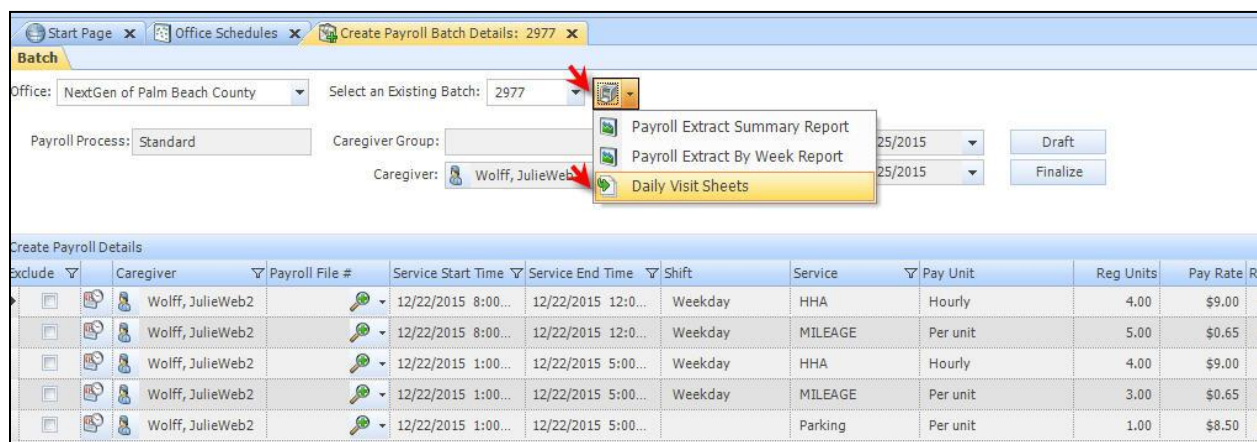 Start Page x Office Schedules x Create Payroll Batch Details: 2977 x
Batch
Office: NextGen of Palm Beach County Select an Existing Batch: 2977
Payroll Extract Summary Report
Payroll Process: Standard Caregiver Group: 25/2015 Draft
Payroll Extract By Week Report
Caregiver: Wolff, JulieWeb 25/2015 Finalize
Daily Visit Sheets
Create Payroll Details
Exclude Caregiver Payroll File # Service Start Time Service End Time Shift Service Pay Unit Reg Units Pay Rate R
Wolff, JulieWeb2 12/22/2015 8:00... 12/22/2015 12:0... Weekday HHA Hourly 4.00 $9.00
Wolff, JulieWeb2 12/22/2015 8:00... 12/22/2015 12:0... Weekday MILEAGE Per unit 5.00 $0.65
Wolff, JulieWeb2 12/22/2015 1:00... 12/22/2015 5:00... Weekday HHA Hourly 4.00 $9.00
Wolff, JulieWeb2 12/22/2015 1:00... 12/22/2015 5:00... Weekday MILEAGE Per unit 3.00 $0.65
Wolff, JulieWeb2 12/22/2015 1:00... 12/22/2015 5:00... Parking Per unit 1.00 $8.50